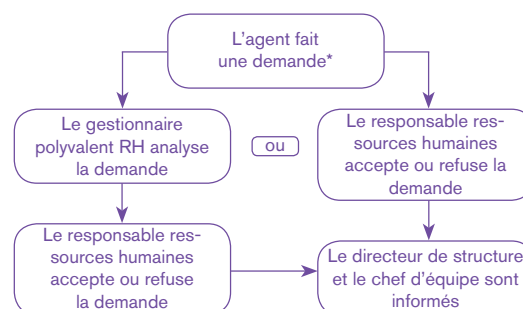 L'agent fait
une demande*
Le gestionnaire
polyvalent RH analyse
la demande
ou
Le responsable res-
sources humaines
accepte ou refuse la
demande
Le responsable res-
sources humaines
accepte ou refuse
la demande
Le directeur de structure
et le chef d'équipe sont
informés